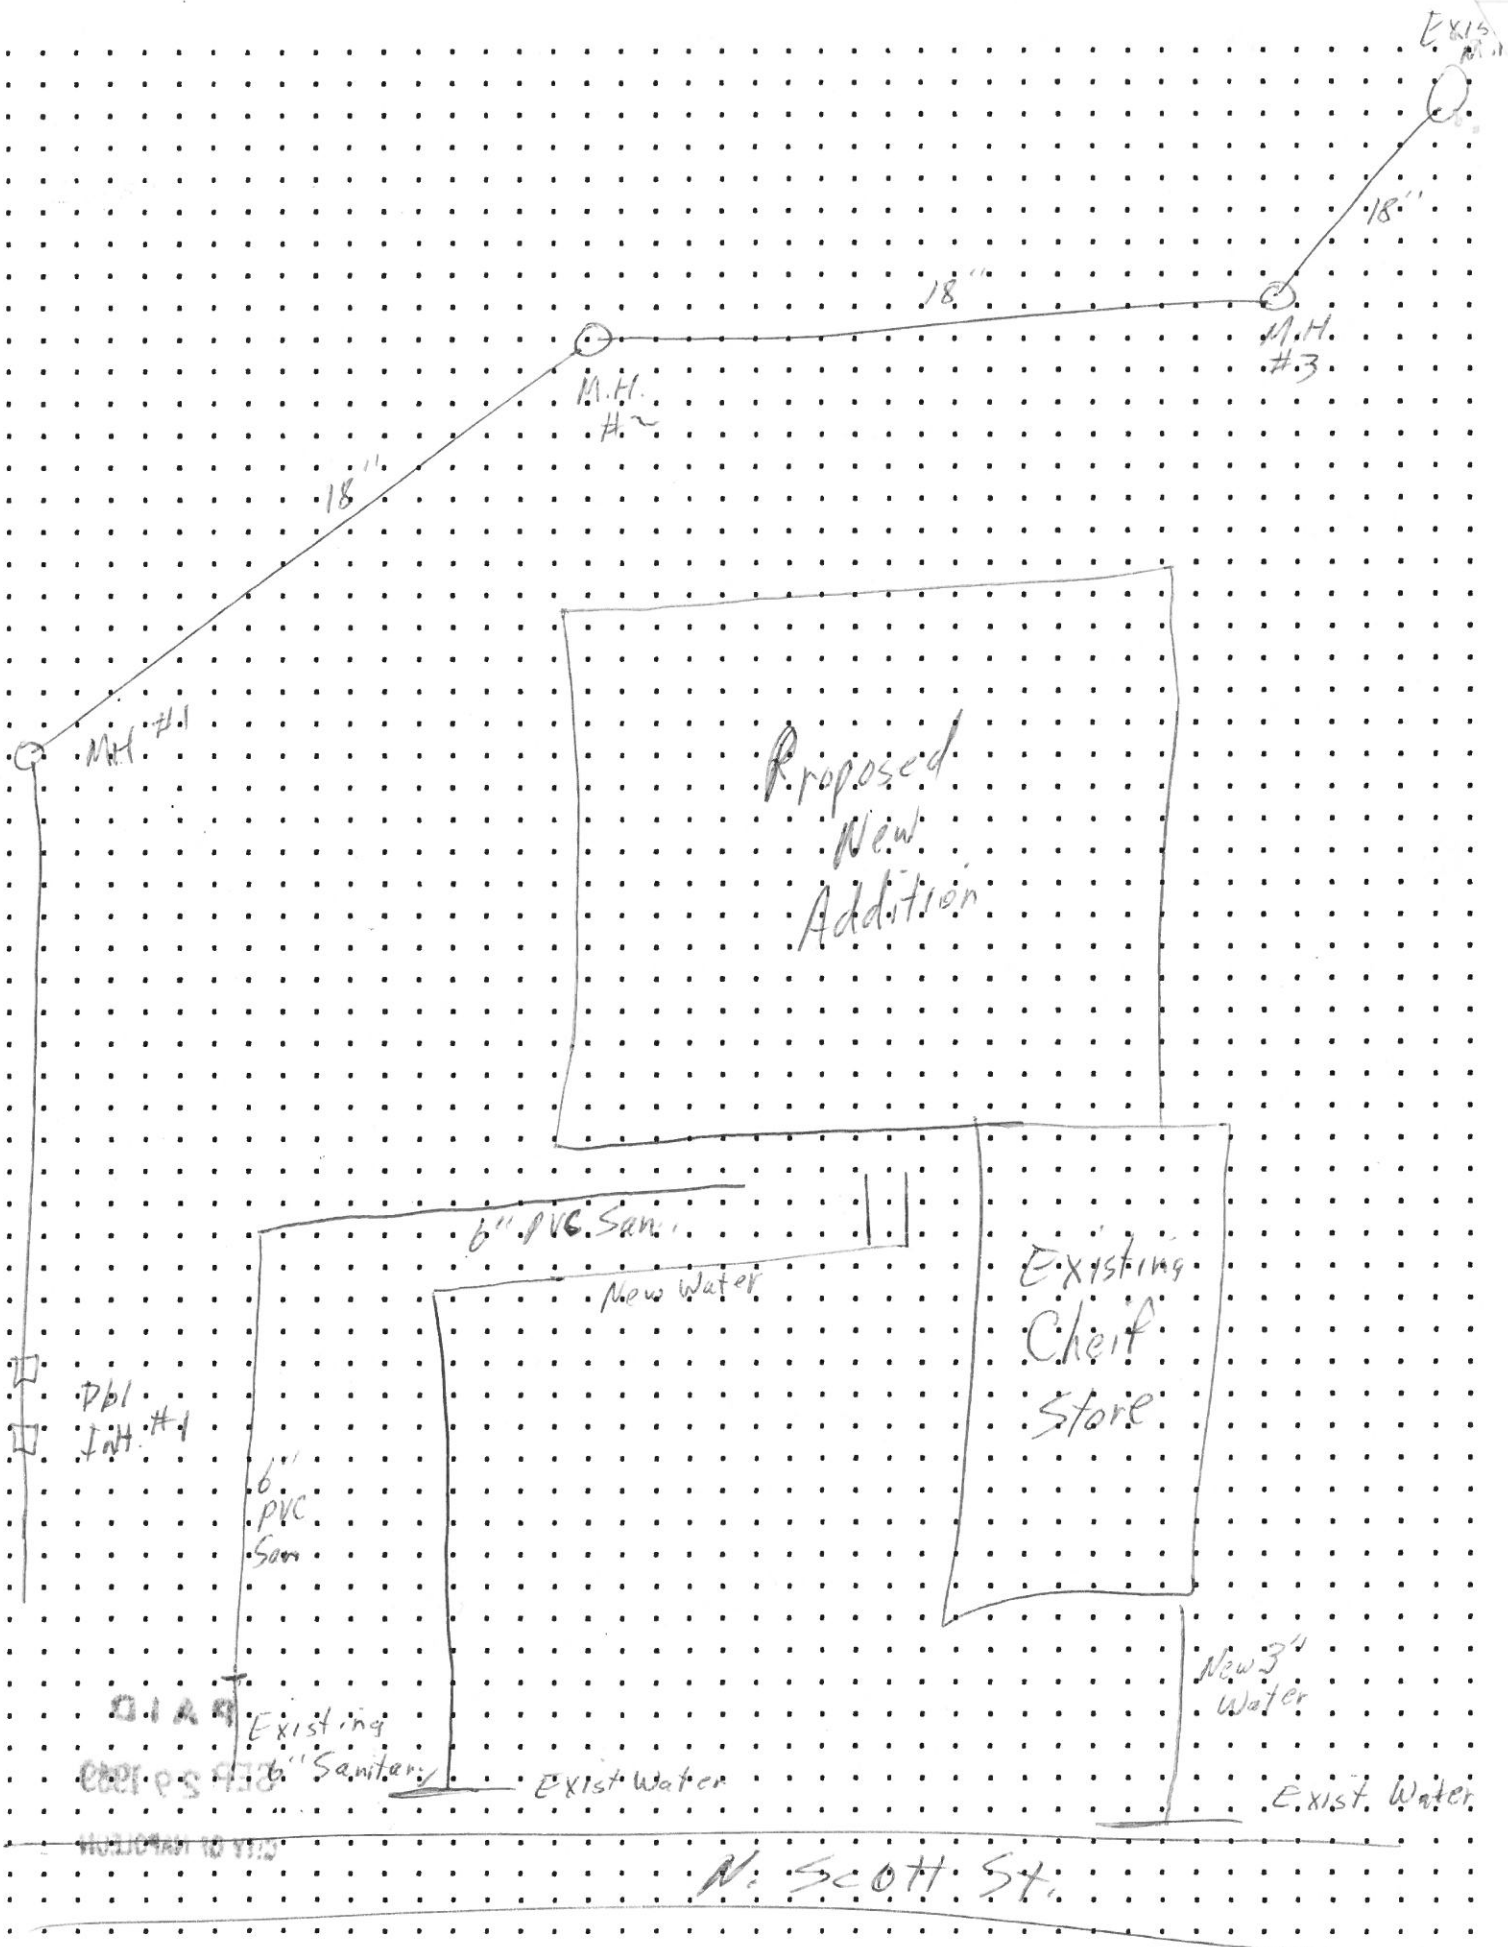 Exis
M.H
18"
18"
M.H.
#3
M.H.
#2
18"
MH #1
Proposed
New
Addition
6" PVC San.
New Water
Existing
Cheif
Store
Dbl
Inlt. #1
6"
PVC
San
New 3"
Water
PAID
Existing
6" Sanitary
SEP 29 1989
Exist Water
Exist. Water
CITY OF NAPOLEON
N. Scott St.